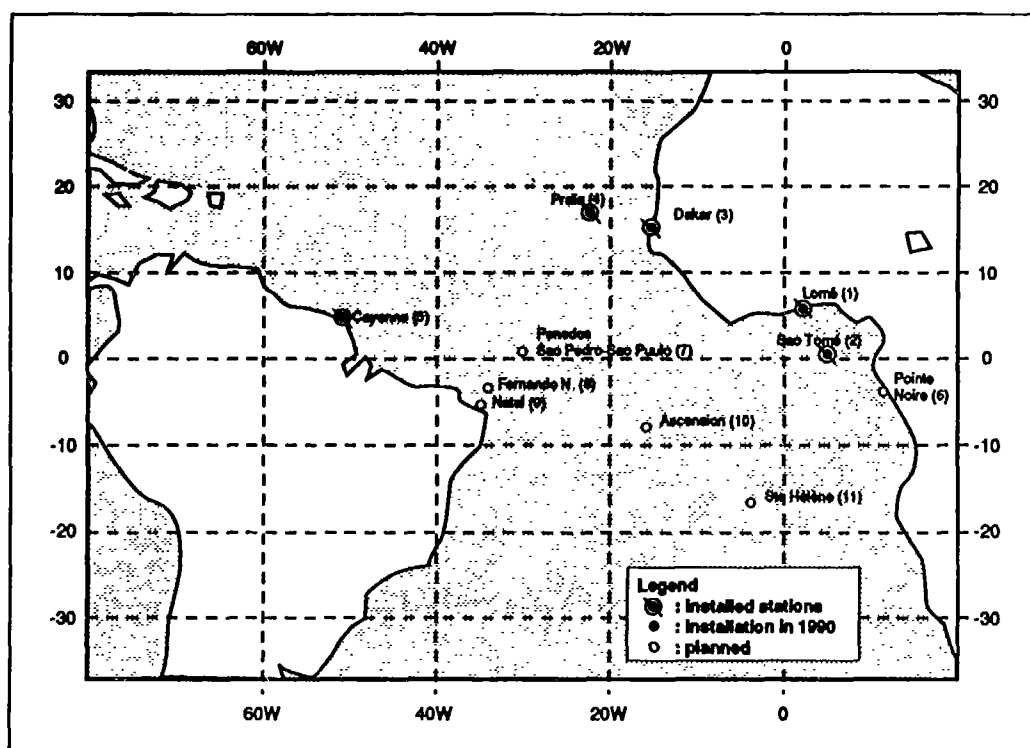 60W 40W 20W 0
30 30
20 20
Praia (4)
Dakar (3)
10 10
Lomé (1)
Cayenne (5)
Penedos
Sao Tomé (2)
Sao Pedro-Sao Paulo (7)
0 0
Pointe
Noire (6)
Fernando N. (8)
Natal (9)
Ascension (10)
-10 -10
Ste Hélène (11)
-20 -20
Legend
: Installed stations
: Installation in 1990
: planned
-30 -30
60W 40W 20W 0